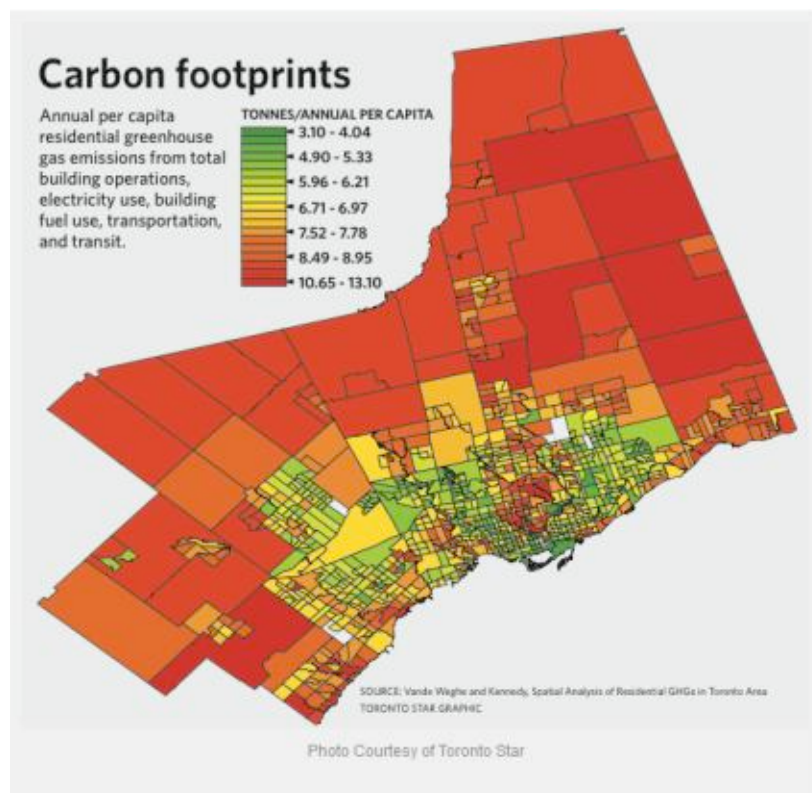 Carbon footprints
Annual per capita
residential greenhouse
gas emissions from total
building operations,
electricity use, building
fuel use, transportation,
and transit.
TONNES/ANNUAL PER CAPITA
3.10 - 4.04
4.90 - 5.33
5.96 - 6.21
6.71 - 6.97
7.52 - 7.78
8.49 - 8.95
10.65 - 13.10
SOURCE: Vande Weghe and Kennedy, Spatial Analysis of Residential GHGs in Toronto Area
TORONTO STAR GRAPHIC
Photo Courtesy of Toronto Star